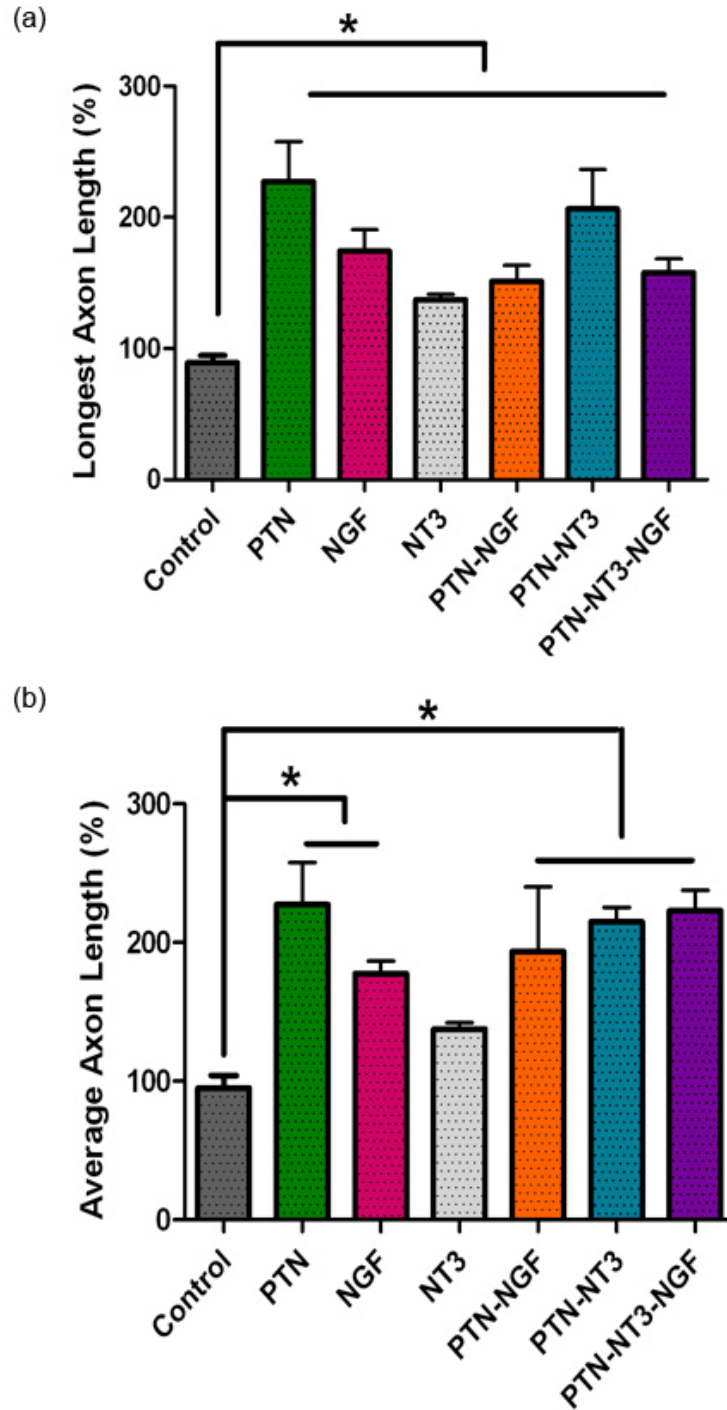 (a)
*
Longest Axon Length (%)
300
200
100
0
Control
PTN
NGF
NT3
PTN-NGF
PTN-NT3
PTN-NT3-NGF
(b)
*
*
Average Axon Length (%)
300
200
100
0
Control
PTN
NGF
NT3
PTN-NGF
PTN-NT3
PTN-NT3-NGF